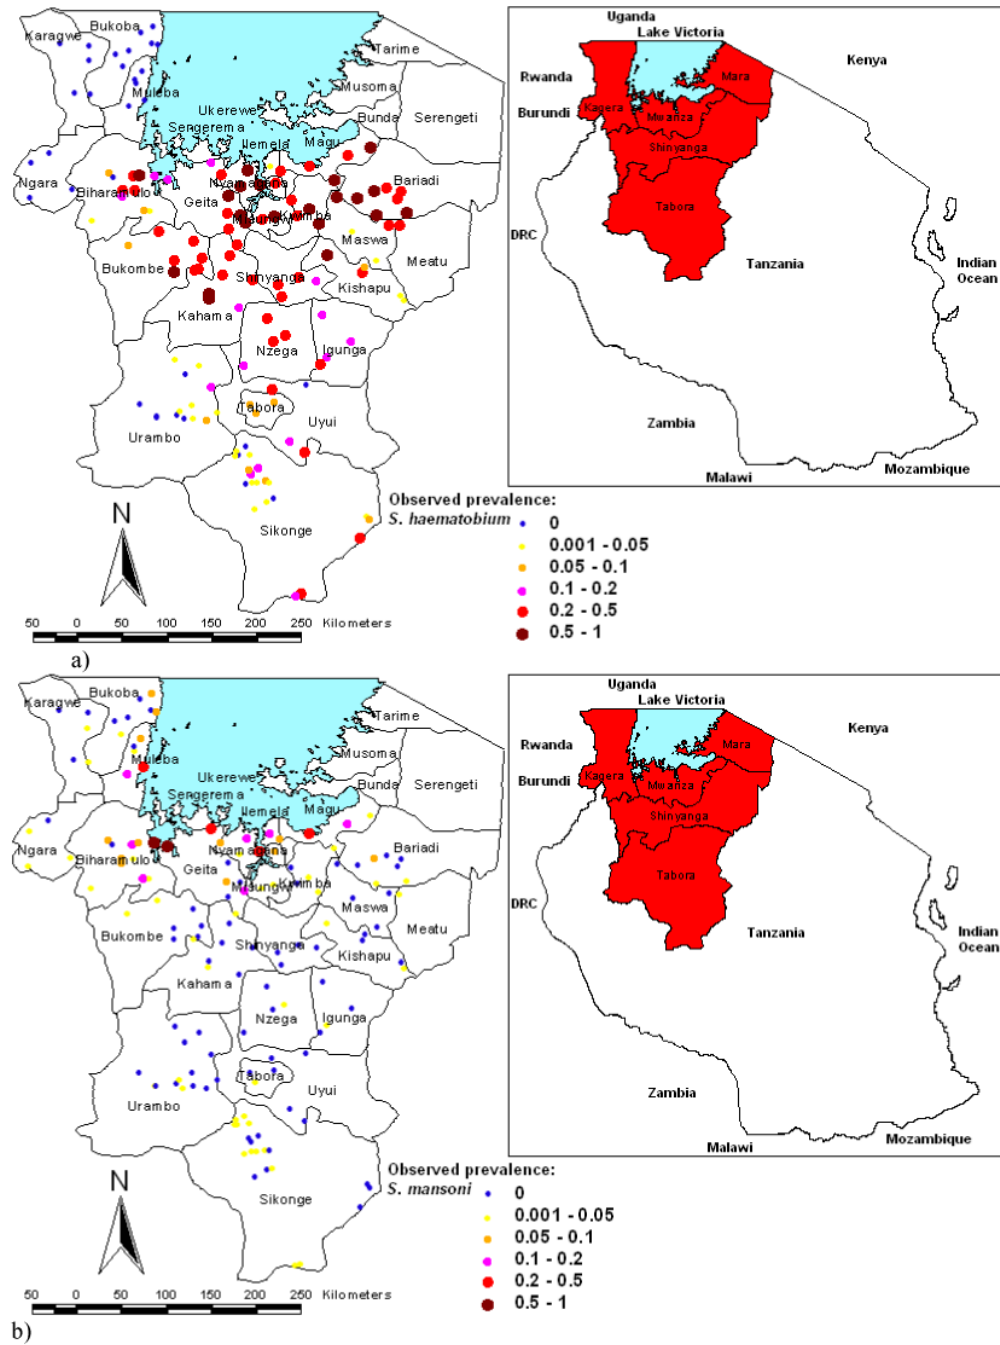 Uganda
Lake Victoria
Kenya
Rwanda
Burundi
Kagera
Mara
Mwanza
Shinyanga
Tabora
DRC
Tanzania
Indian
Ocean
Zambia
Malawi
Mozambique
Bukoba
Karagwe
Muleba
Tarime
Musoma
Ukerewe
Bunda
Serengeti
Sengerema
Ilemela
Magu
Ngara
Biharamulo
Nyamagana
Geita
Bariadi
Misungwi
Kwimba
Maswa
Meatu
Bukombe
Shinyanga
Kishapu
Kahama
Nzega
Igunga
Tabora
Uyui
Urambo
Sikonge
N
50 0 50 100 150 200 250 Kilometers
Observed prevalence:
S. haematobium
0
0.001 - 0.05
0.05 - 0.1
0.1 - 0.2
0.2 - 0.5
0.5 - 1
a)
Uganda
Lake Victoria
Kenya
Rwanda
Burundi
Kagera
Mara
Mwanza
Shinyanga
Tabora
DRC
Tanzania
Indian
Ocean
Zambia
Malawi
Mozambique
Bukoba
Karagwe
Muleba
Tarime
Musoma
Ukerewe
Bunda
Serengeti
Sengerema
Ilemela
Magu
Ngara
Biharamulo
Nyamagana
Geita
Bariadi
Misungwi
Kwimba
Maswa
Meatu
Bukombe
Shinyanga
Kishapu
Kahama
Nzega
Igunga
Tabora
Uyui
Urambo
Sikonge
N
50 0 50 100 150 200 250 Kilometers
Observed prevalence:
S. mansoni
0
0.001 - 0.05
0.05 - 0.1
0.1 - 0.2
0.2 - 0.5
0.5 - 1
b)